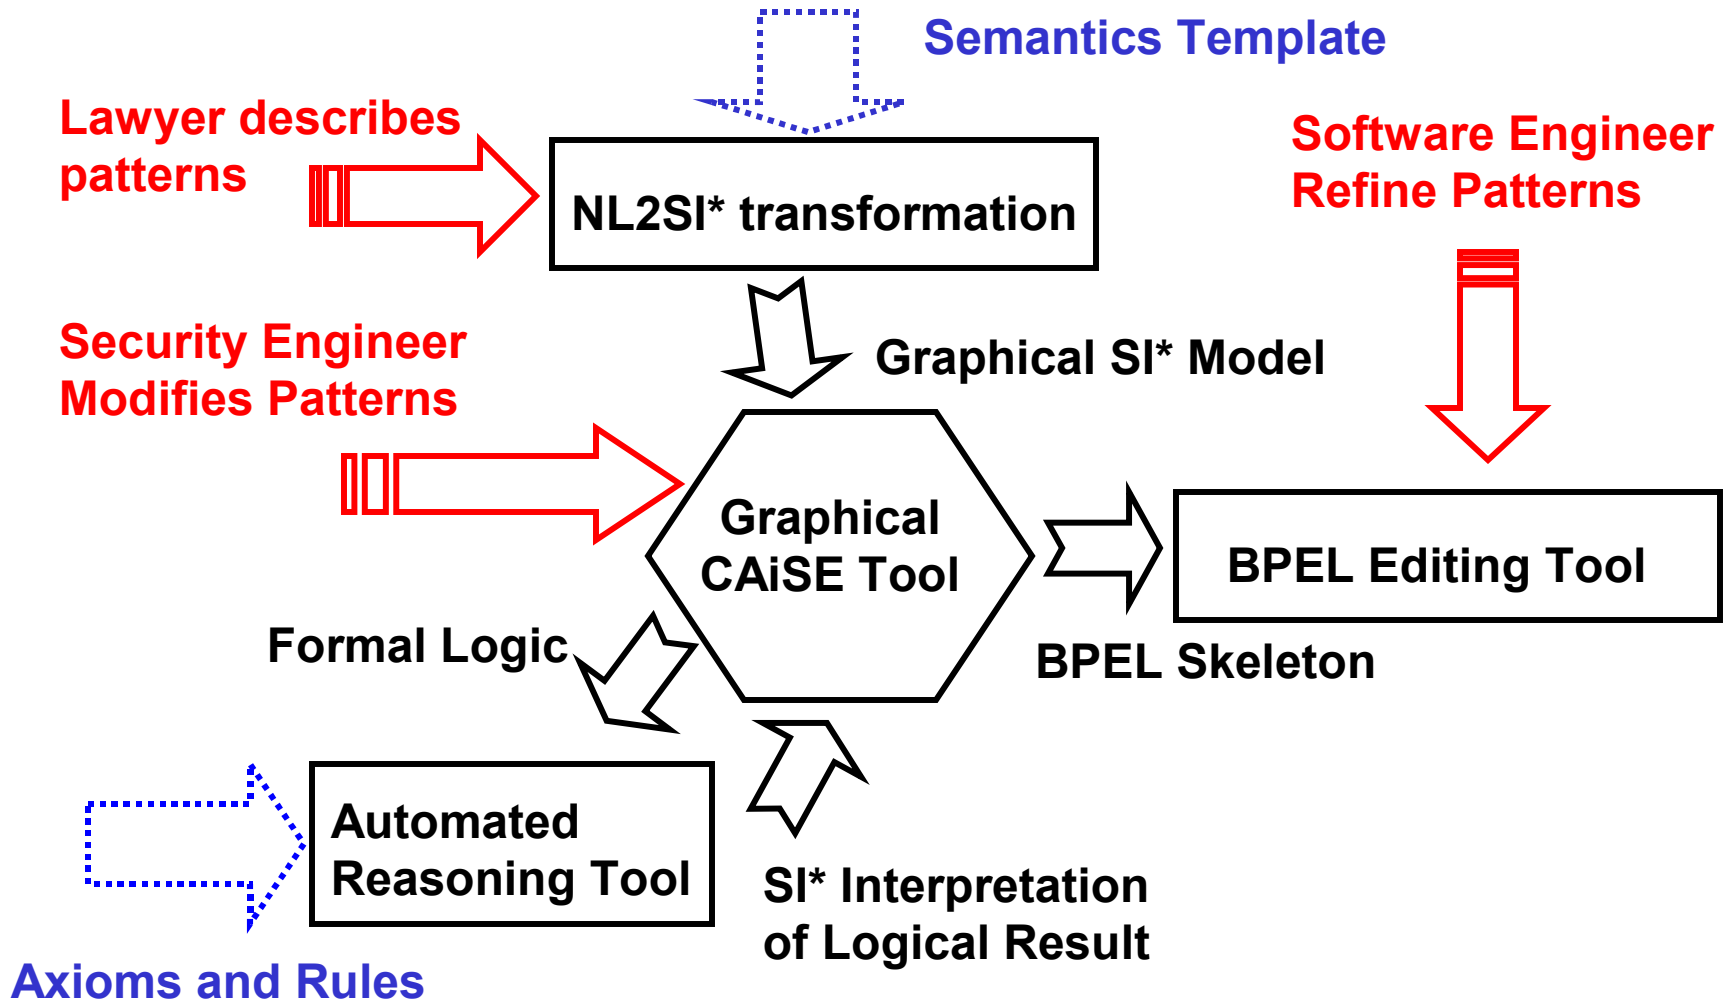 Semantics Template
Lawyer describes
patterns
Software Engineer
Refine Patterns
NL2SI* transformation
Security Engineer
Modifies Patterns
Graphical SI* Model
Graphical
CAiSE Tool
BPEL Editing Tool
Formal Logic
BPEL Skeleton
Automated
Reasoning Tool
SI* Interpretation
of Logical Result
Axioms and Rules